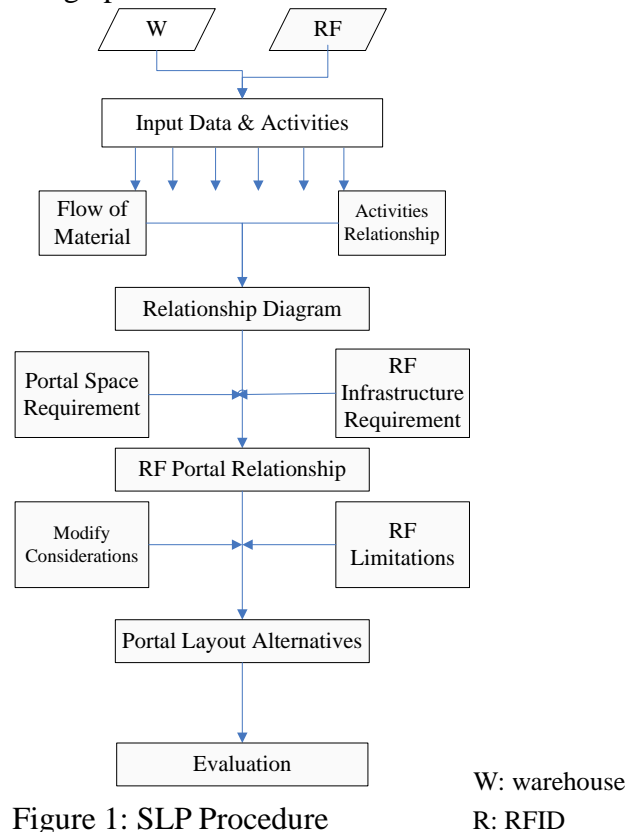 W
RF
Input Data & Activities
Flow of
Material
Activities
Relationship
Relationship Diagram
Portal Space
Requirement
RF
Infrastructure
Requirement
RF Portal Relationship
Modify
Considerations
RF
Limitations
Portal Layout Alternatives
Evaluation
W: warehouse
Figure 1: SLP Procedure
R: RFID